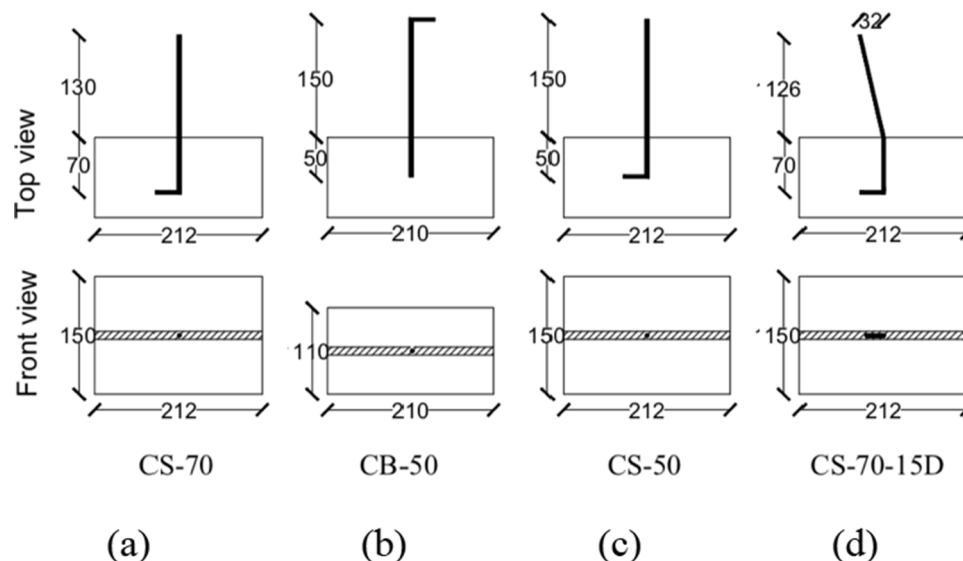 32
130 150 150 126
Top view
70 50 50 70
212 210 212 212
Front view
150 110 150 150
212 210 212 212
CS-70 CB-50 CS-50 CS-70-15D
(a) (b) (c) (d)